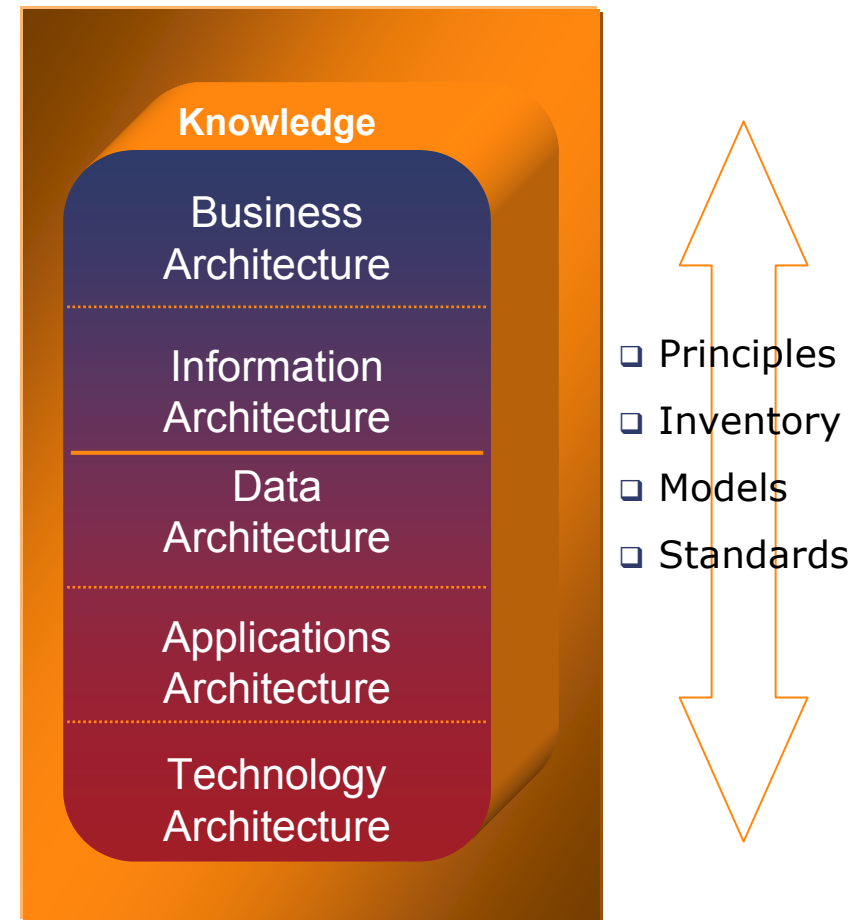 Knowledge
Business
Architecture
Information
Architecture
Data
Architecture
Applications
Architecture
Technology
Architecture
Principles
Inventory
Models
Standards